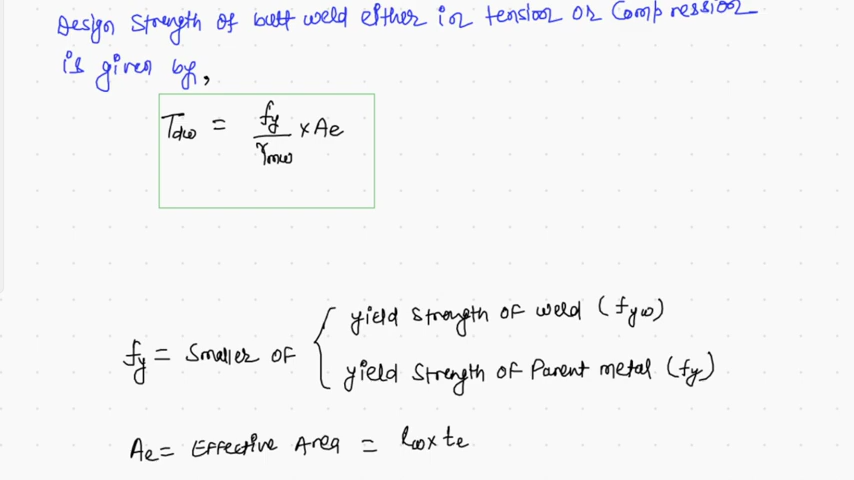 Design Strength of butt weld either in tension or Compression
is given by,
Tdw = fy/γmw × Ae
fy = Smaller of { yield Strength of weld (fyw)
yield Strength of Parent metal (fy)
Ae = Effective Area = lw × te